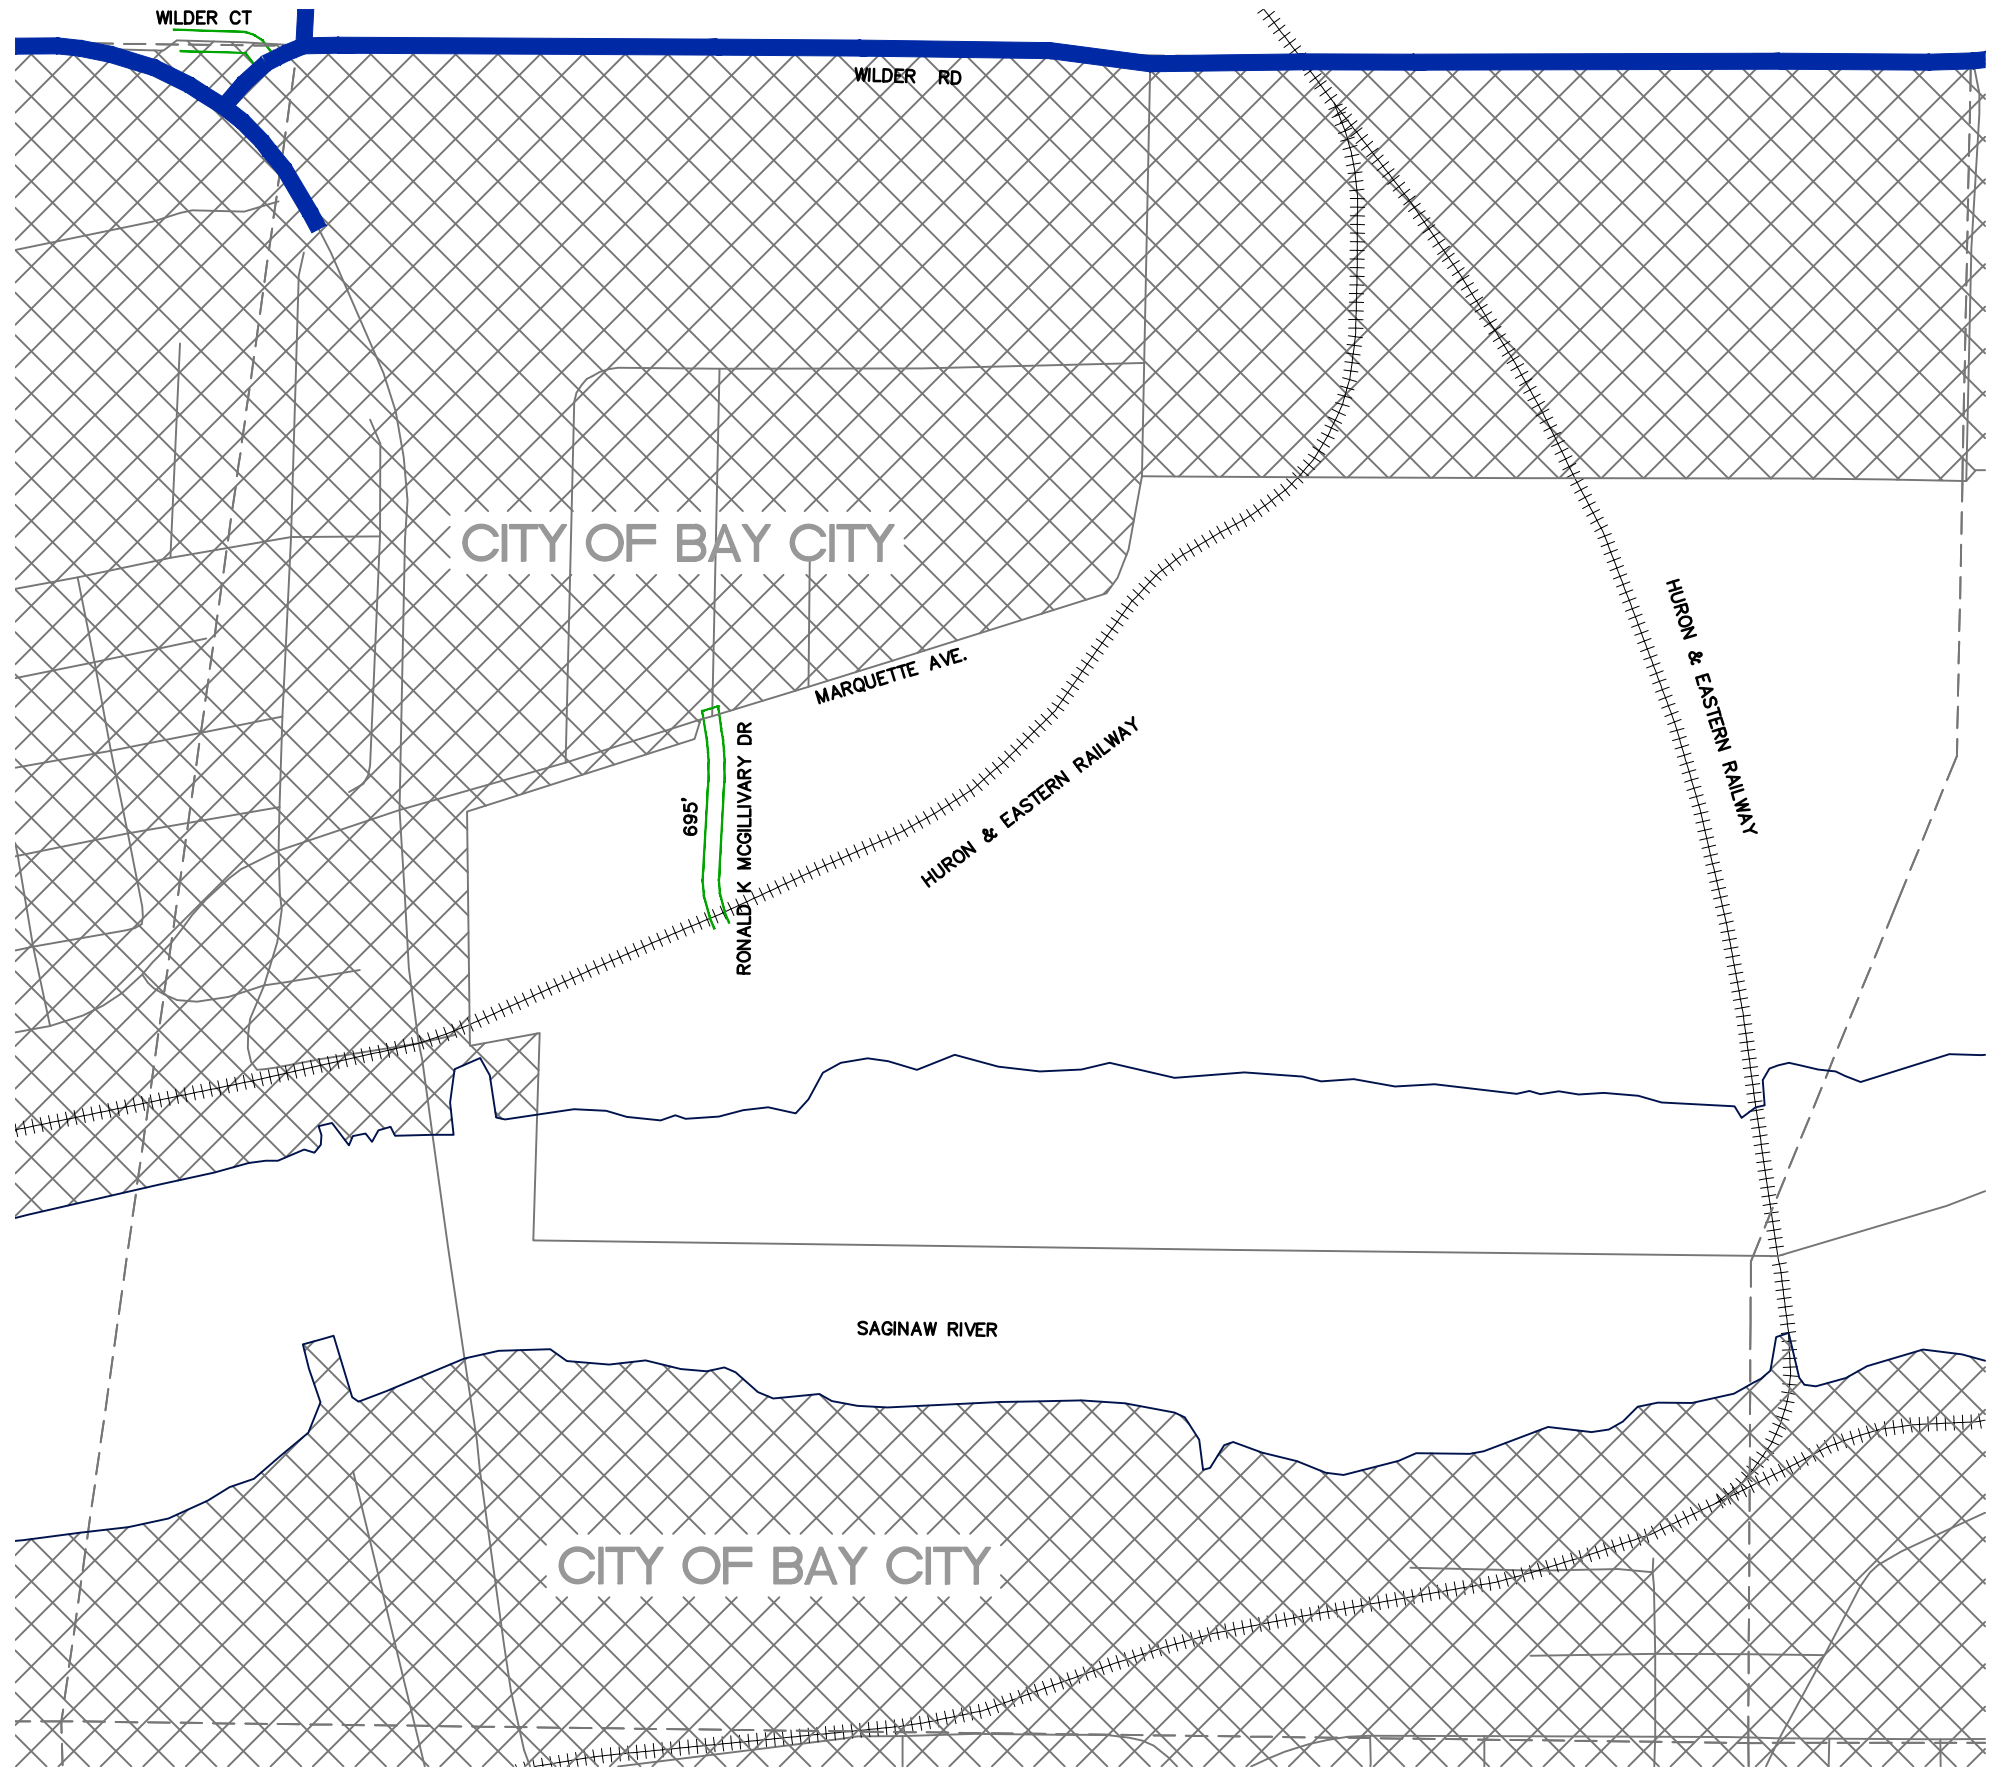 WILDER CT
WILDER RD
CITY OF BAY CITY
HURON & EASTERN RAILWAY
MARQUETTE AVE.
HURON & EASTERN RAILWAY
695'
RONALD K MCGILLIVARY DR
SAGINAW RIVER
CITY OF BAY CITY